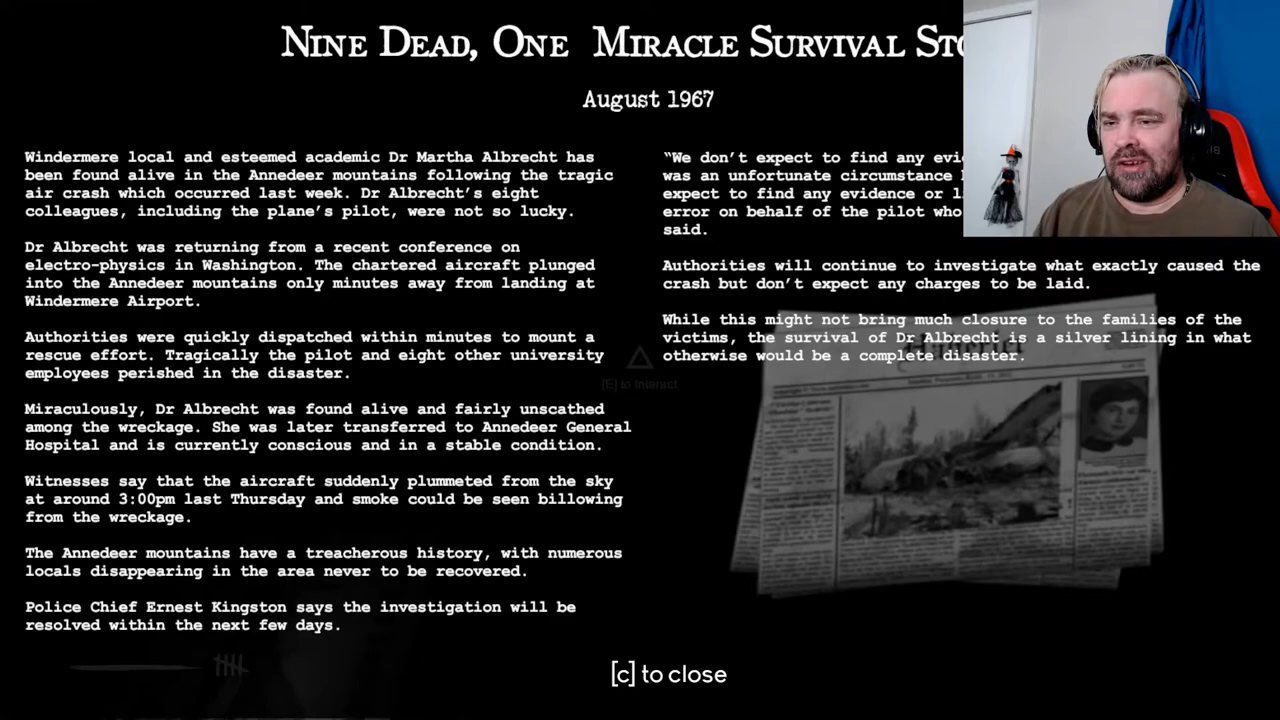 Nine Dead, One Miracle Survival
August 1967
Windermere local and esteemed academic Dr Martha Albrecht has
been found alive in the Annedeer mountains following the tragic
air crash which occurred last week. Dr Albrecht's eight
colleagues, including the plane's pilot, were not so lucky.
Dr Albrecht was returning from a recent conference on
electro-physics in Washington. The chartered aircraft plunged
into the Annedeer mountains only minutes away from landing at
Windermere Airport.
Authorities were quickly dispatched within minutes to mount a
rescue effort. Tragically the pilot and eight other university
employees perished in the disaster.
Miraculously, Dr Albrecht was found alive and fairly unscathed
among the wreckage. She was later transferred to Annedeer General
Hospital and is currently conscious and in a stable condition.
Witnesses say that the aircraft suddenly plummeted from the sky
at around 3:00pm last Thursday and smoke could be seen billowing
from the wreckage.
The Annedeer mountains have a treacherous history, with numerous
locals disappearing in the area never to be recovered.
Police Chief Ernest Kingston says the investigation will be
resolved within the next few days.
“We don't expect to find any
was an unfortunate circumstance
expect to find any evidence or
error on behalf of the pilot who
said.
Authorities will continue to investigate what exactly caused the
crash but don't expect any charges to be laid.
While this might not bring much closure to the families of the
victims, the survival of Dr Albrecht is a silver lining in what
otherwise would be a complete disaster.
[E] to Interact
[c] to close